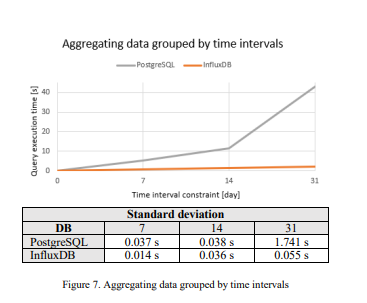 Aggregating data grouped by time intervals
PostgreSQL InfluxDB
Query execution time [s]
40
30
20
10
0
0 7 14 31
Time interval constraint [day]
Standard deviation
DB 7 14 31
PostgreSQL 0.037 s 0.038 s 1.741 s
InfluxDB 0.014 s 0.036 s 0.055 s
Figure 7. Aggregating data grouped by time intervals